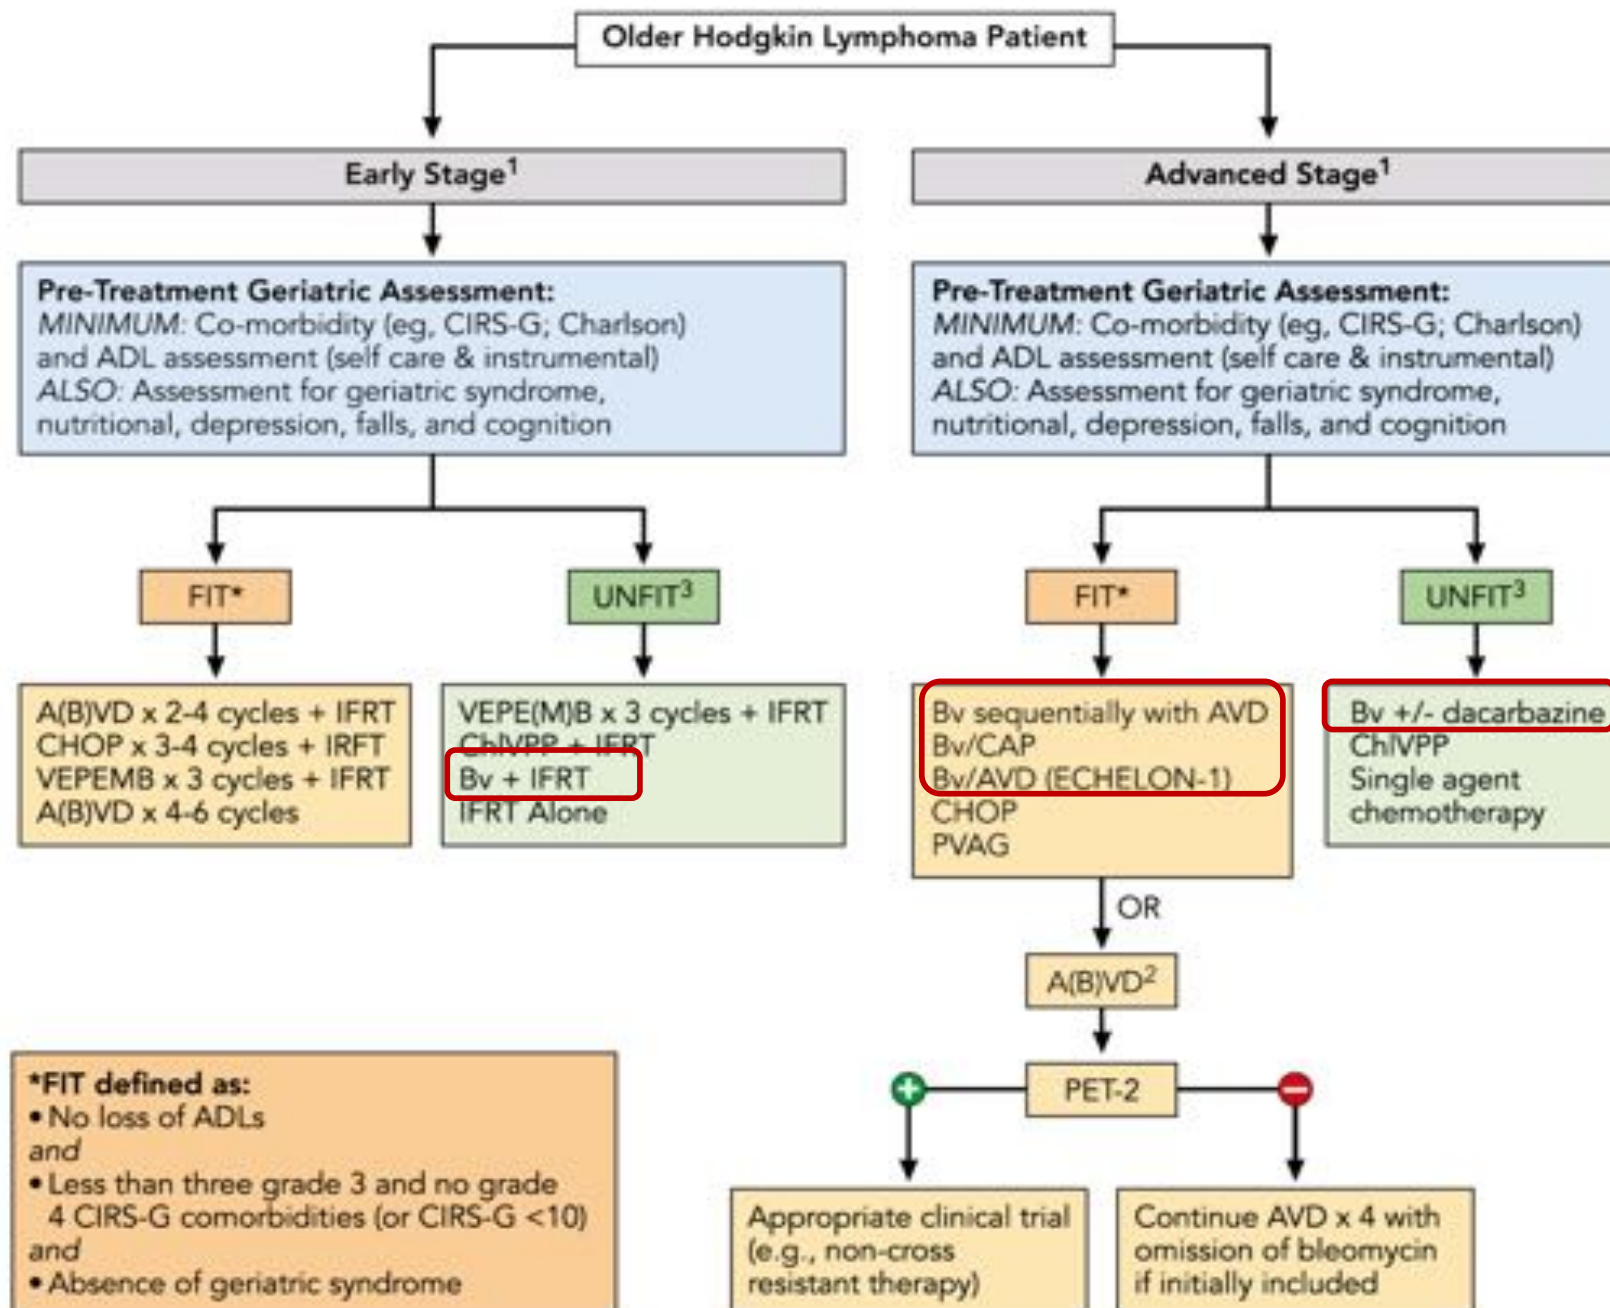 Older Hodgkin Lymphoma Patient
Early Stage1
Pre-Treatment Geriatric Assessment:
MINIMUM: Co-morbidity (eg, CIRS-G; Charlson)
and ADL assessment (self care & instrumental)
ALSO: Assessment for geriatric syndrome,
nutritional, depression, falls, and cognition
FIT*
A(B)VD x 2-4 cycles + IFRT
CHOP x 3-4 cycles + IRFT
VEPEMB x 3 cycles + IFRT
A(B)VD x 4-6 cycles
UNFIT3
VEPE(M)B x 3 cycles + IFRT
ChlVPP + IFRT
Bv + IFRT
IFRT Alone
Advanced Stage1
Pre-Treatment Geriatric Assessment:
MINIMUM: Co-morbidity (eg, CIRS-G; Charlson)
and ADL assessment (self care & instrumental)
ALSO: Assessment for geriatric syndrome,
nutritional, depression, falls, and cognition
FIT*
Bv sequentially with AVD
Bv/CAP
Bv/AVD (ECHELON-1)
CHOP
PVAG
UNFIT3
Bv +/- dacarbazine
ChlVPP
Single agent
chemotherapy
OR
A(B)VD2
PET-2
+
−
Appropriate clinical trial
(e.g., non-cross
resistant therapy)
Continue AVD x 4 with
omission of bleomycin
if initially included
*FIT defined as:
• No loss of ADLs
and
• Less than three grade 3 and no grade
4 CIRS-G comorbidities (or CIRS-G <10)
and
• Absence of geriatric syndrome